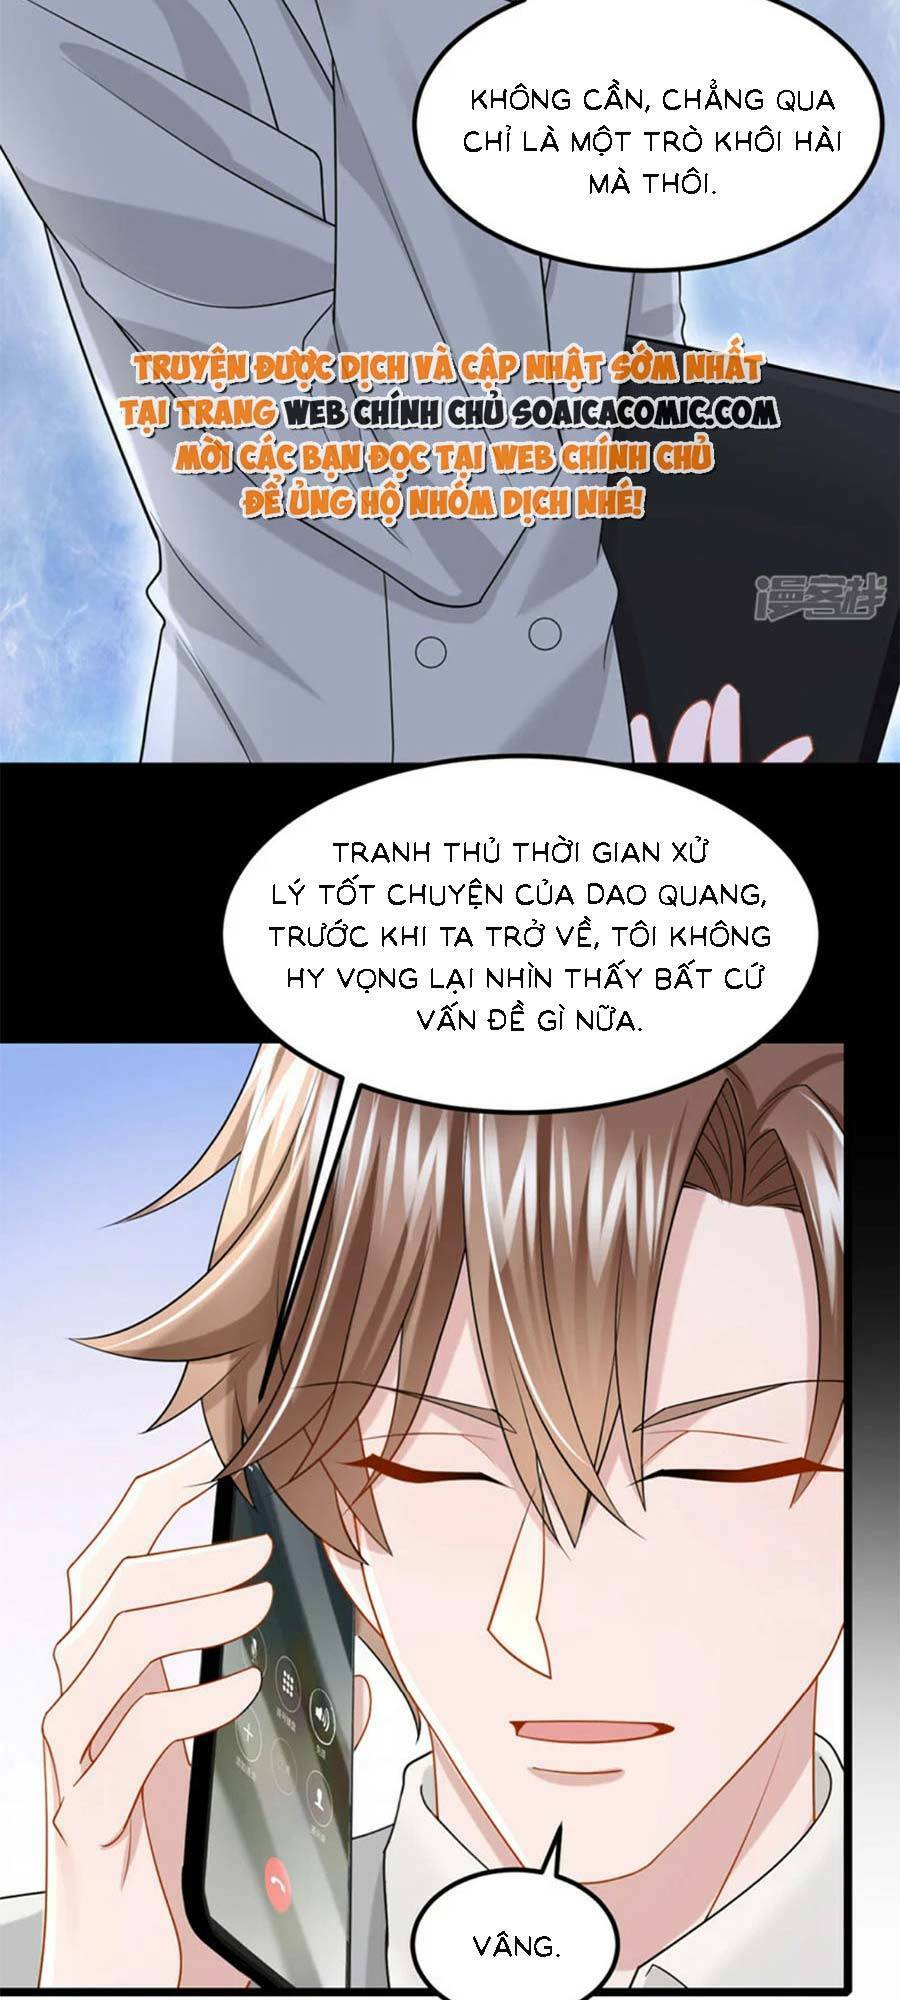 KHÔNG CẦN, CHẲNG QUA
CHỈ LÀ MỘT TRÒ KHÔI HÀI
MÀ THÔI.
TRUYỆN ĐƯỢC DỊCH VÀ CẬP NHẬT SỚM NHẤT
TẠI TRANG WEB CHÍNH CHỦ SOAICACOMIC.COM
MỜI CÁC BẠN ĐỌC TẠI WEB CHÍNH CHỦ
ĐỂ ỦNG HỘ NHÓM DỊCH NHÉ!
漫客栈
TRANH THỦ THỜI GIAN XỬ
LÝ TỐT CHUYỆN CỦA DAO QUANG,
TRƯỚC KHI TA TRỞ VỀ, TÔI KHÔNG
HY VỌNG LẠI NHÌN THẤY BẤT CỨ
VẤN ĐỀ GÌ NỮA.
VÂNG.